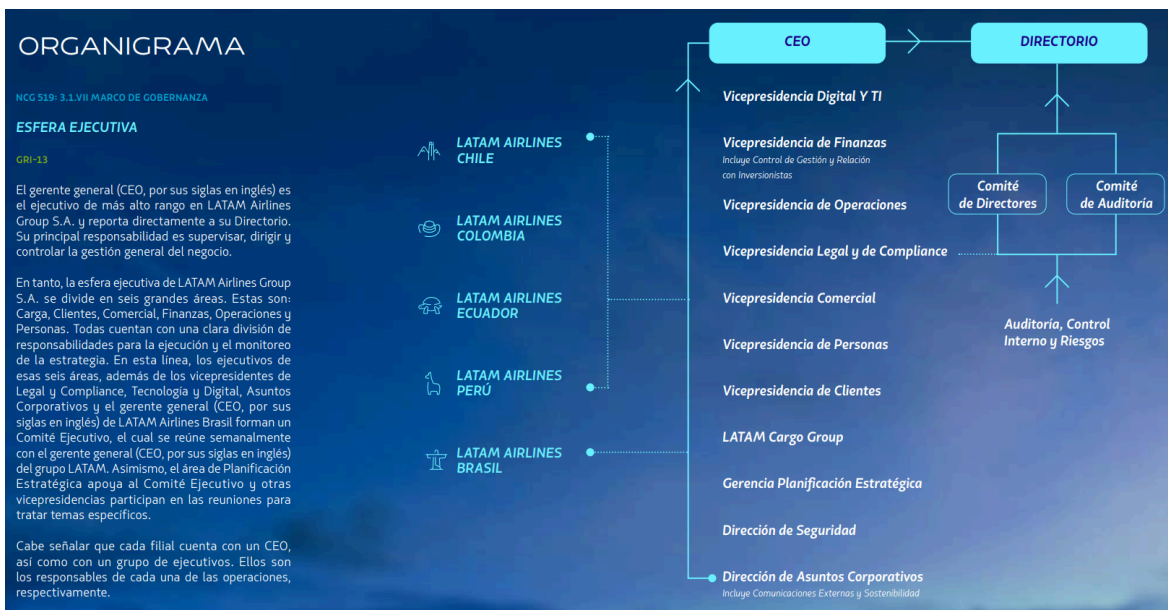 ORGANIGRAMA
NCG 519: 3.1.VII MARCO DE GOBERNANZA
ESFERA EJECUTIVA
GRI-13
El gerente general (CEO, por sus siglas en inglés) es
el ejecutivo de más alto rango en LATAM Airlines
Group S.A. y reporta directamente a su Directorio.
Su principal responsabilidad es supervisar, dirigir y
controlar la gestión general del negocio.
En tanto, la esfera ejecutiva de LATAM Airlines Group
S.A. se divide en seis grandes áreas. Estas son:
Carga, Clientes, Comercial, Finanzas, Operaciones y
Personas. Todas cuentan con una clara división de
responsabilidades para la ejecución y el monitoreo
de la estrategia. En esta línea, los ejecutivos de
esas seis áreas, además de los vicepresidentes de
Legal y Compliance, Tecnología y Digital, Asuntos
Corporativos y el gerente general (CEO, por sus
siglas en inglés) de LATAM Airlines Brasil forman un
Comité Ejecutivo, el cual se reúne semanalmente
con el gerente general (CEO, por sus siglas en inglés)
del grupo LATAM. Asimismo, el área de Planificación
Estratégica apoya al Comité Ejecutivo y otras
vicepresidencias participan en las reuniones para
tratar temas específicos.
Cabe señalar que cada filial cuenta con un CEO,
así como con un grupo de ejecutivos. Ellos son
los responsables de cada una de las operaciones,
respectivamente.
LATAM AIRLINES
CHILE
LATAM AIRLINES
COLOMBIA
LATAM AIRLINES
ECUADOR
LATAM AIRLINES
PERÚ
LATAM AIRLINES
BRASIL
CEO
Vicepresidencia Digital Y TI
Vicepresidencia de Finanzas
Incluye Control de Gestión y Relación
con Inversionistas
Vicepresidencia de Operaciones
Vicepresidencia Legal y de Compliance
Vicepresidencia Comercial
Vicepresidencia de Personas
Vicepresidencia de Clientes
LATAM Cargo Group
Gerencia Planificación Estratégica
Dirección de Seguridad
Dirección de Asuntos Corporativos
Incluye Comunicaciones Externas y Sostenibilidad
DIRECTORIO
Comité
de Directores
Comité
de Auditoría
Auditoría, Control
Interno y Riesgos